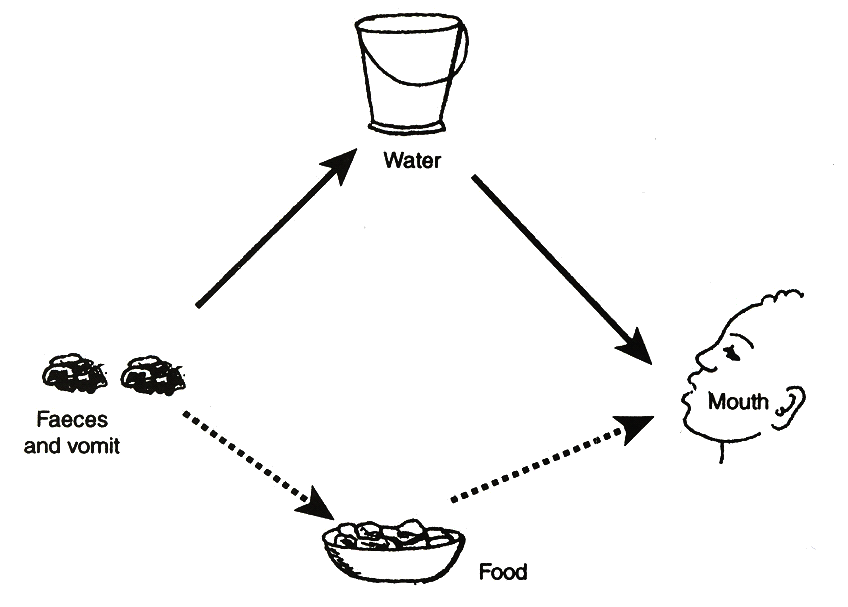 Water
Mouth
Faeces
and vomit
Food